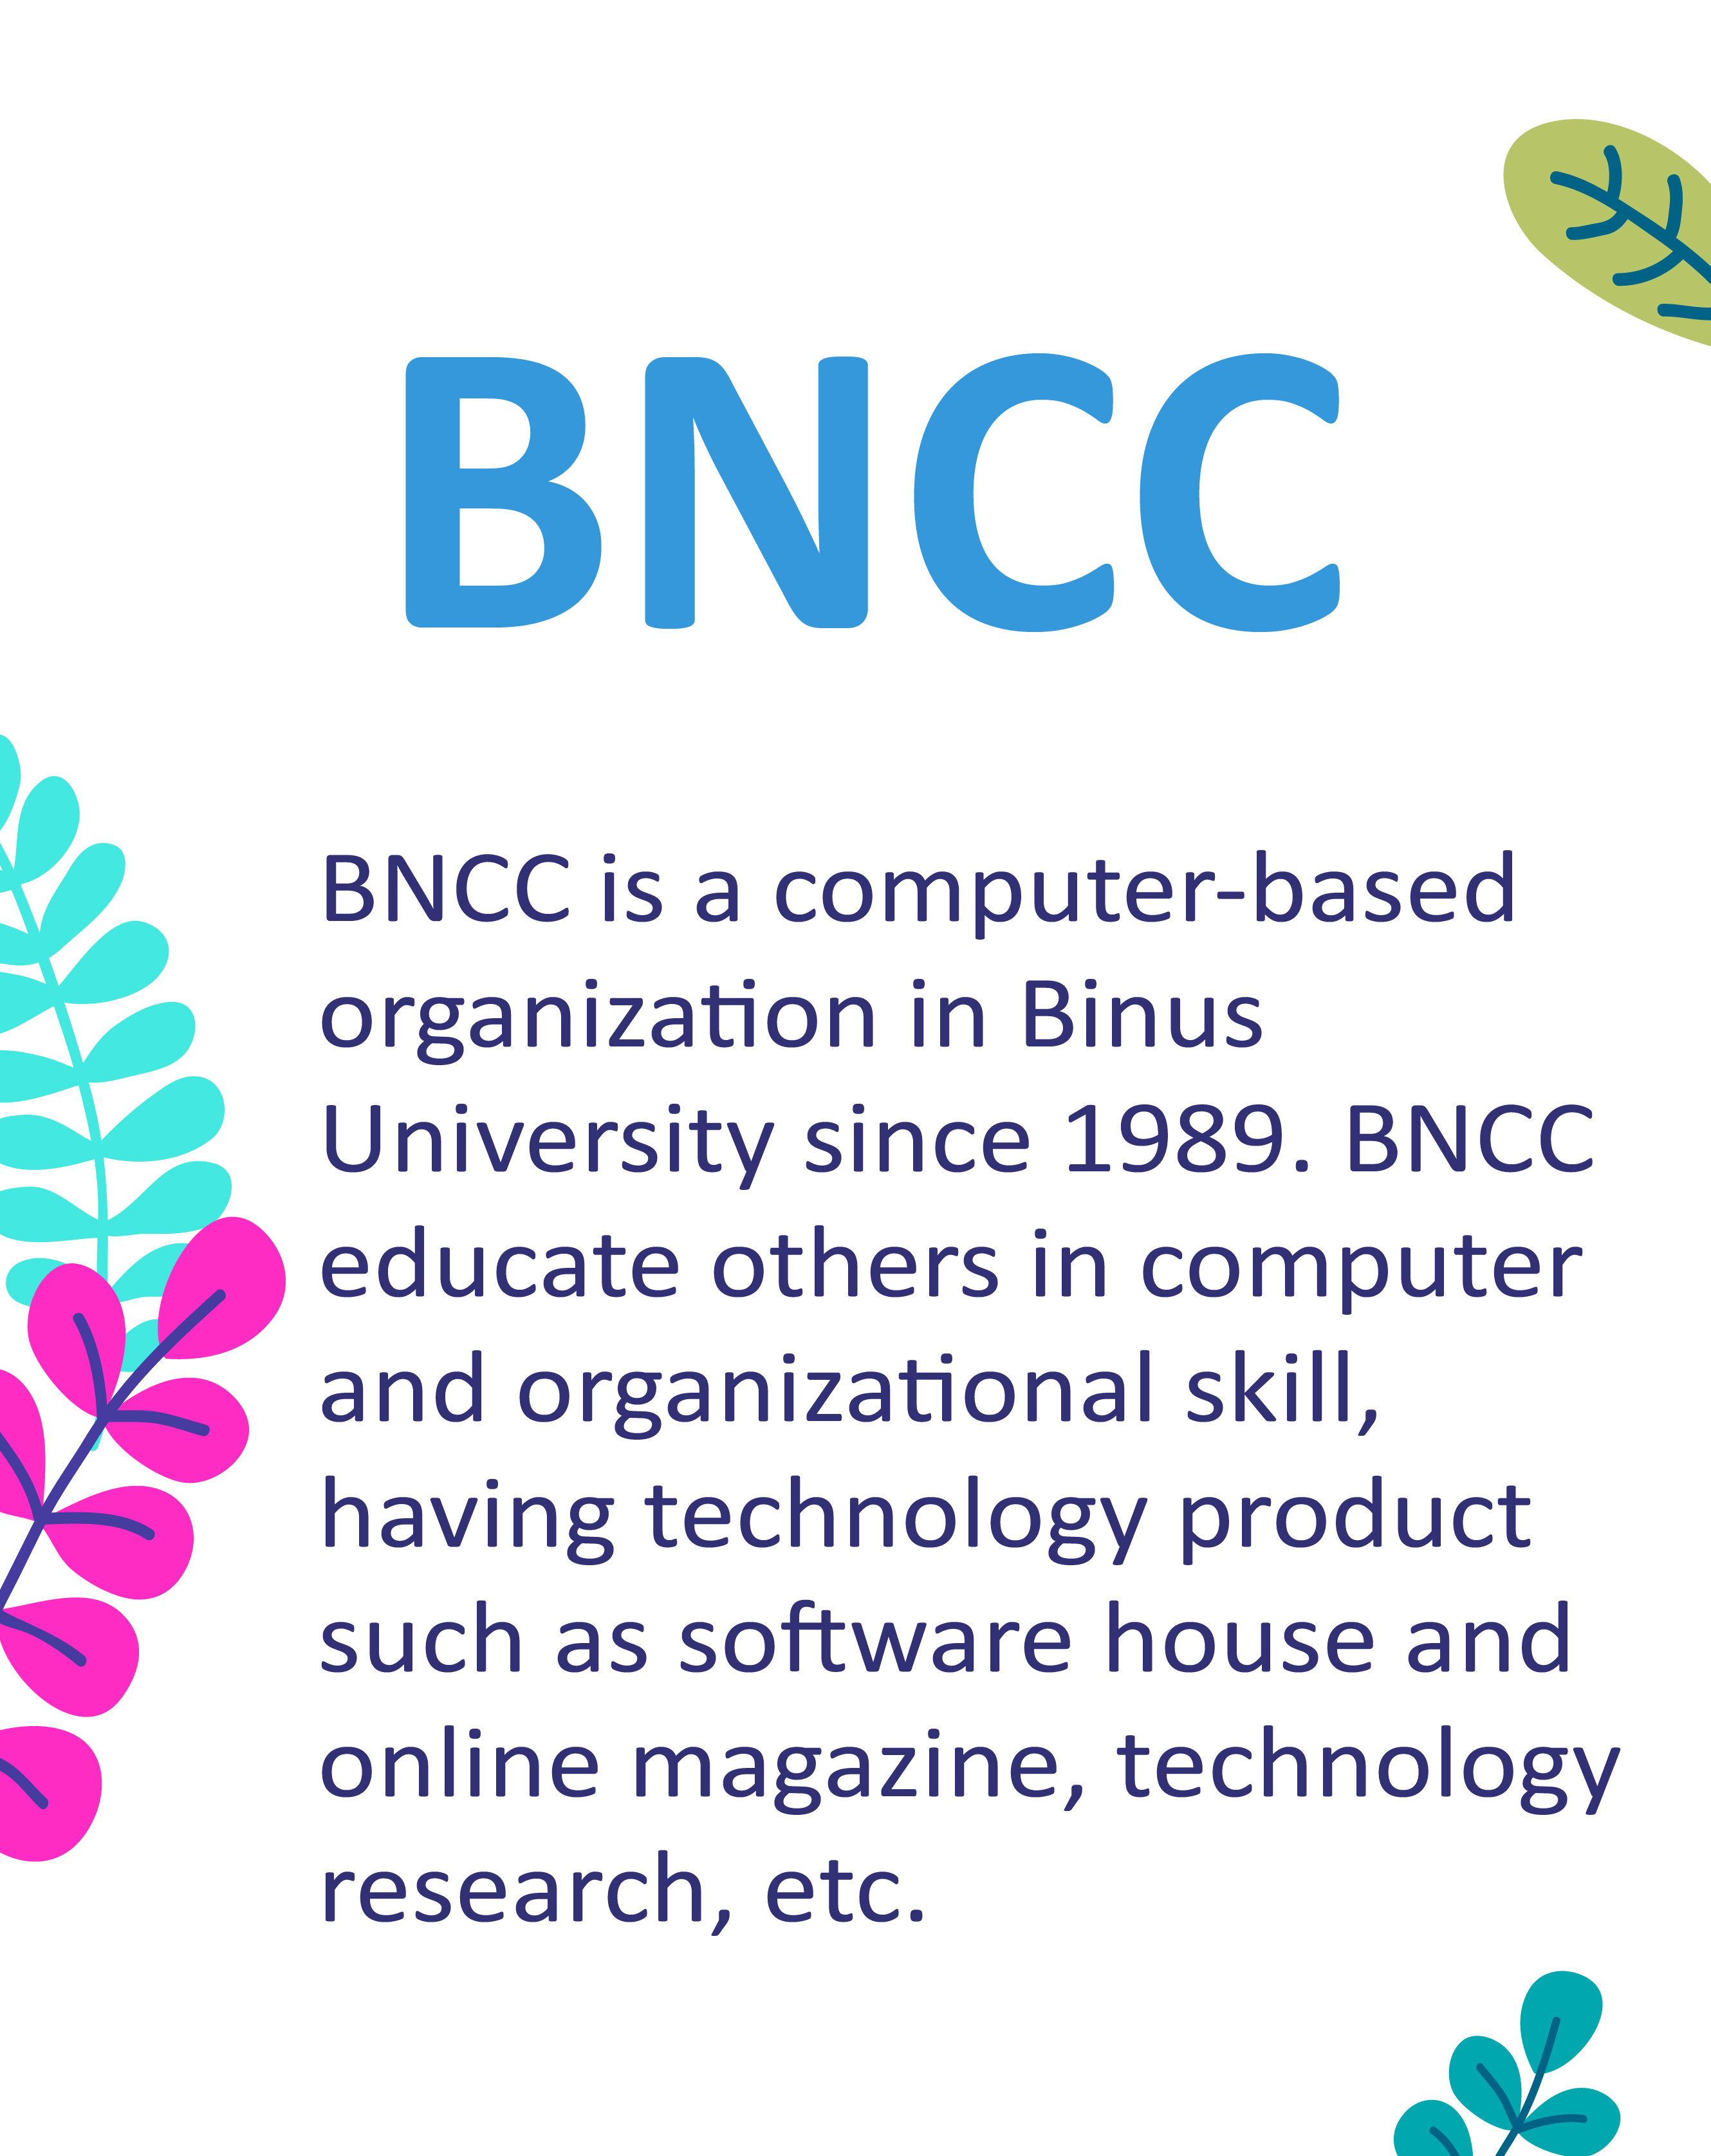 BNCC
BNCC is a computer-based
organization in Binus
University since 1989. BNCC
educate others in computer
and organizational skill,
having technology product
such as software house and
online magazine, technology
research, etc.